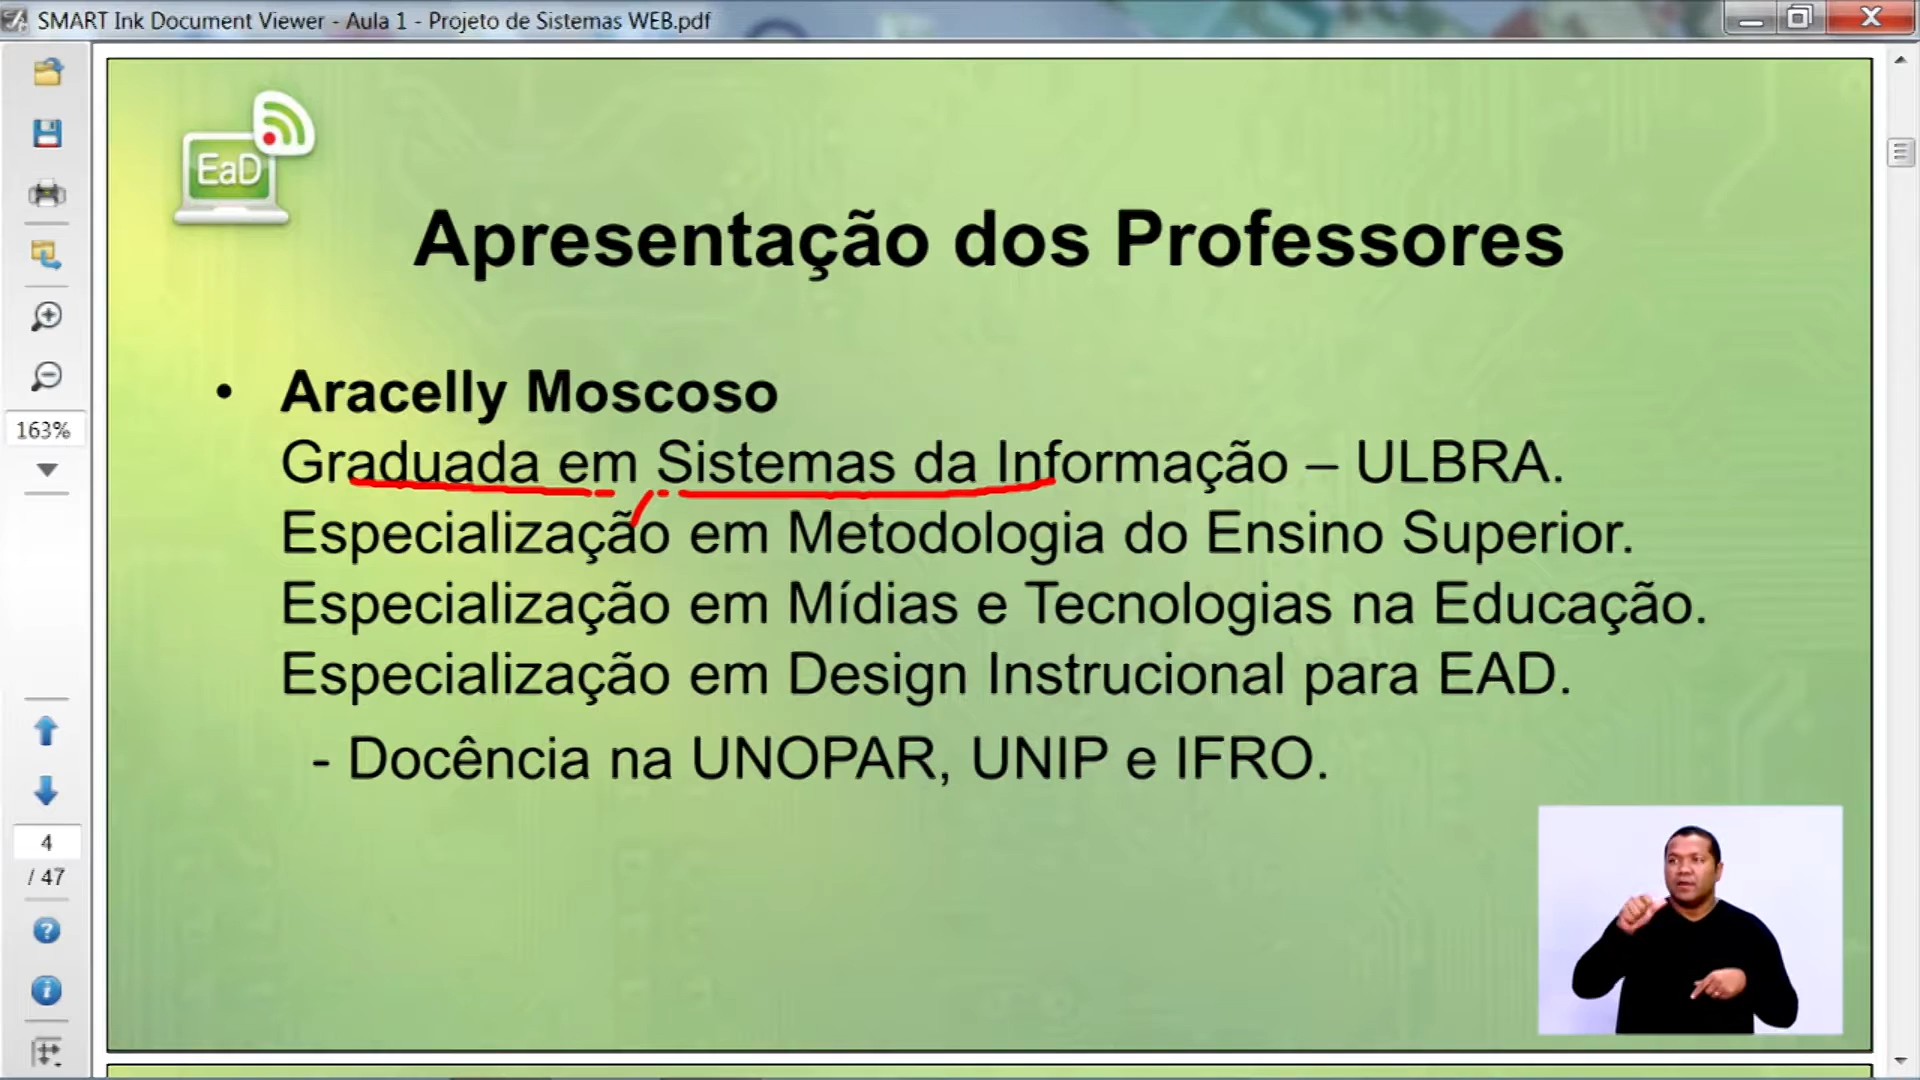 SMART Ink Document Viewer - Aula 1 - Projeto de Sistemas WEB.pdf
EaD
Apresentação dos Professores
• Aracelly Moscoso
Graduada em Sistemas da Informação – ULBRA.
Especialização em Metodologia do Ensino Superior.
Especialização em Mídias e Tecnologias na Educação.
Especialização em Design Instrucional para EAD.
- Docência na UNOPAR, UNIP e IFRO.
163%
4
/ 47